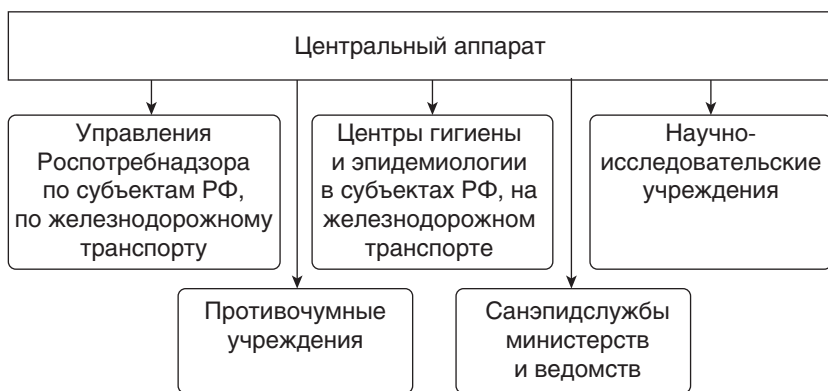 Центральный аппарат
Управления
Роспотребнадзора
по субъектам РФ,
по железнодорожному
транспорту
Центры гигиены
и эпидемиологии
в субъектах РФ, на
железнодорожном
транспорте
Научно-
исследовательские
учреждения
Противочумные
учреждения
Санэпидслужбы
министерств
и ведомств